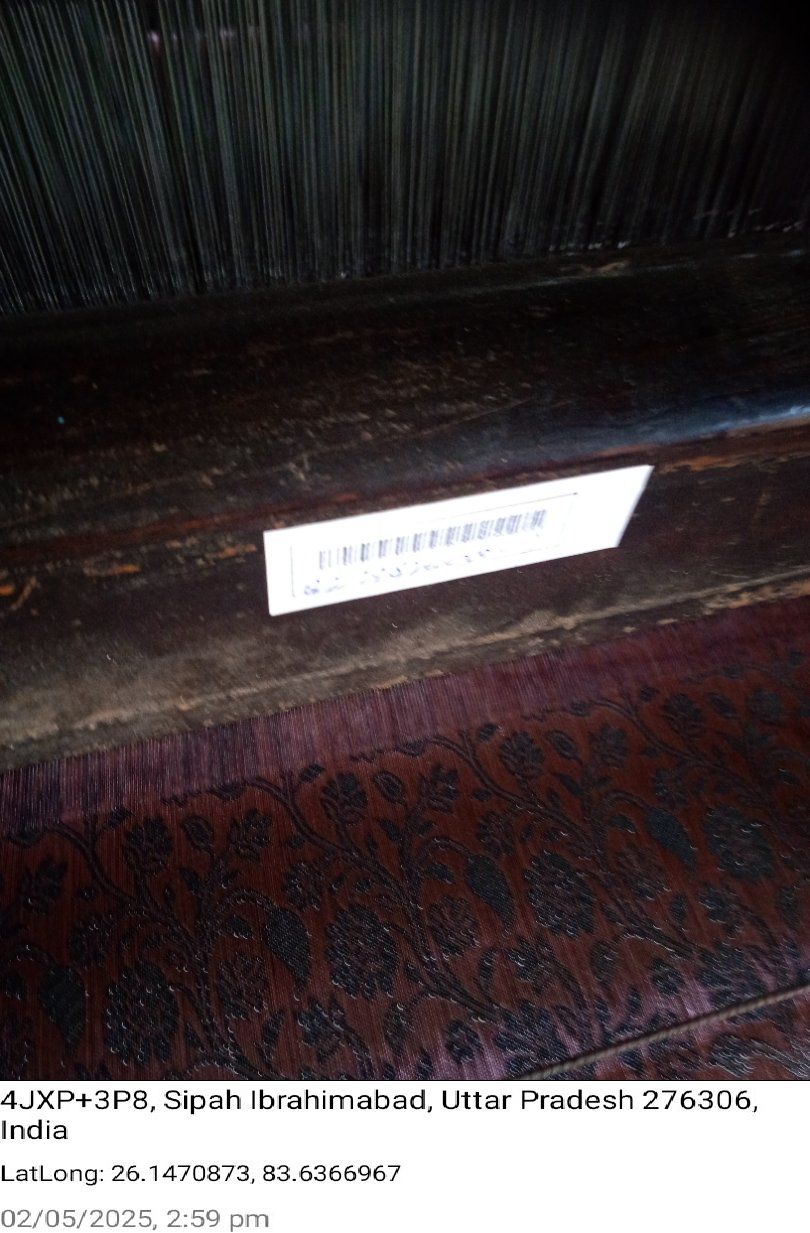 4JXP+3P8, Sipah Ibrahimabad, Uttar Pradesh 276306,
India
LatLong: 26.1470873, 83.6366967
02/05/2025, 2:59 pm